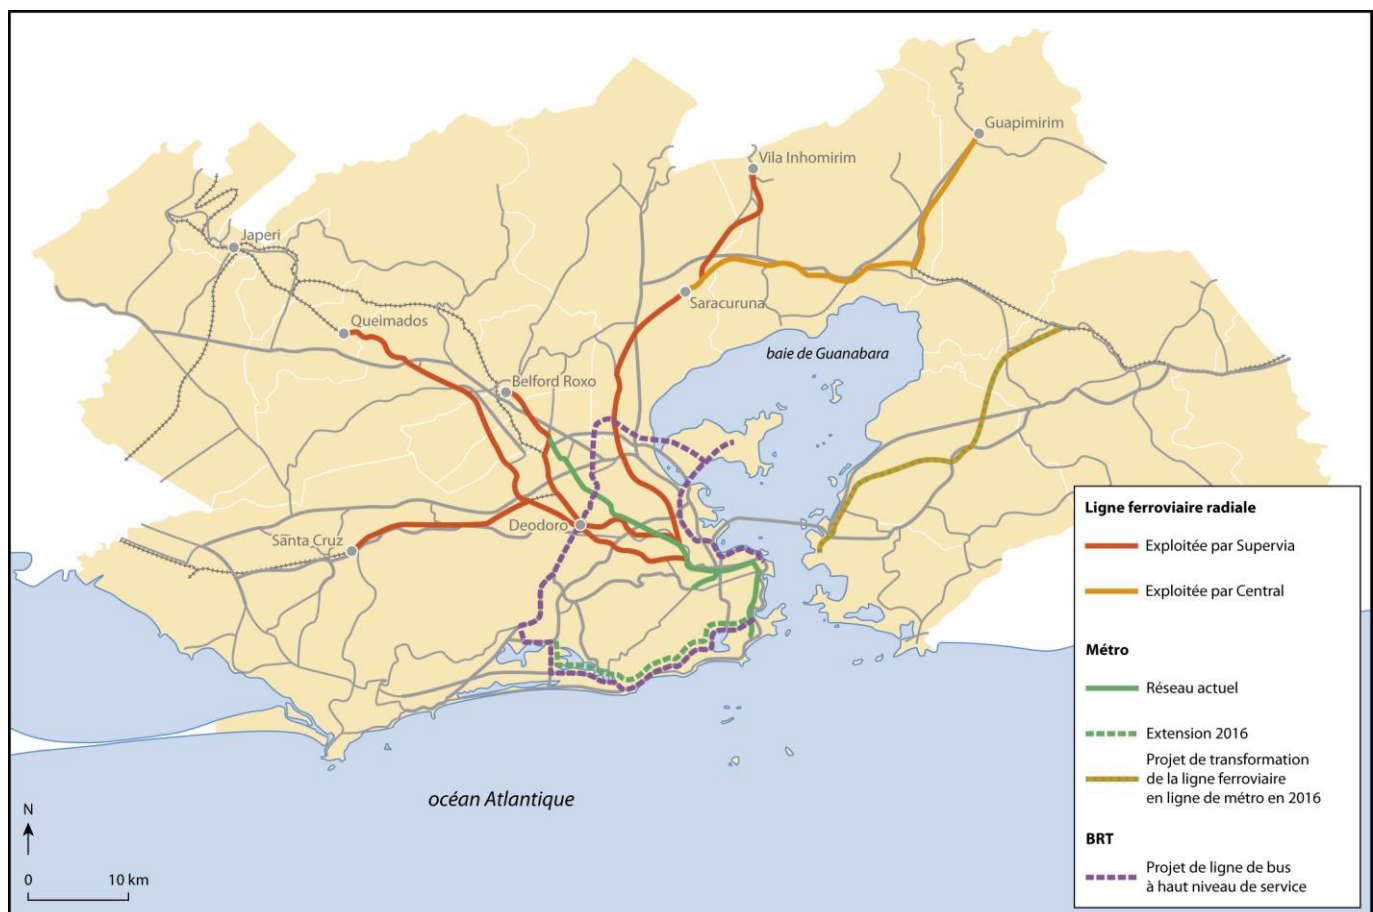 Guapimirim
Vila Inhomirim
Japeri
Saracuruna
Queimados
baie de Guanabara
Belford Roxo
Deodoro
Santa Cruz
océan Atlantique
N
0 10 km
Ligne ferroviaire radiale
Exploitée par Supervia
Exploitée par Central
Métro
Réseau actuel
Extension 2016
Projet de transformation
de la ligne ferroviaire
en ligne de métro en 2016
BRT
Projet de ligne de bus
à haut niveau de service